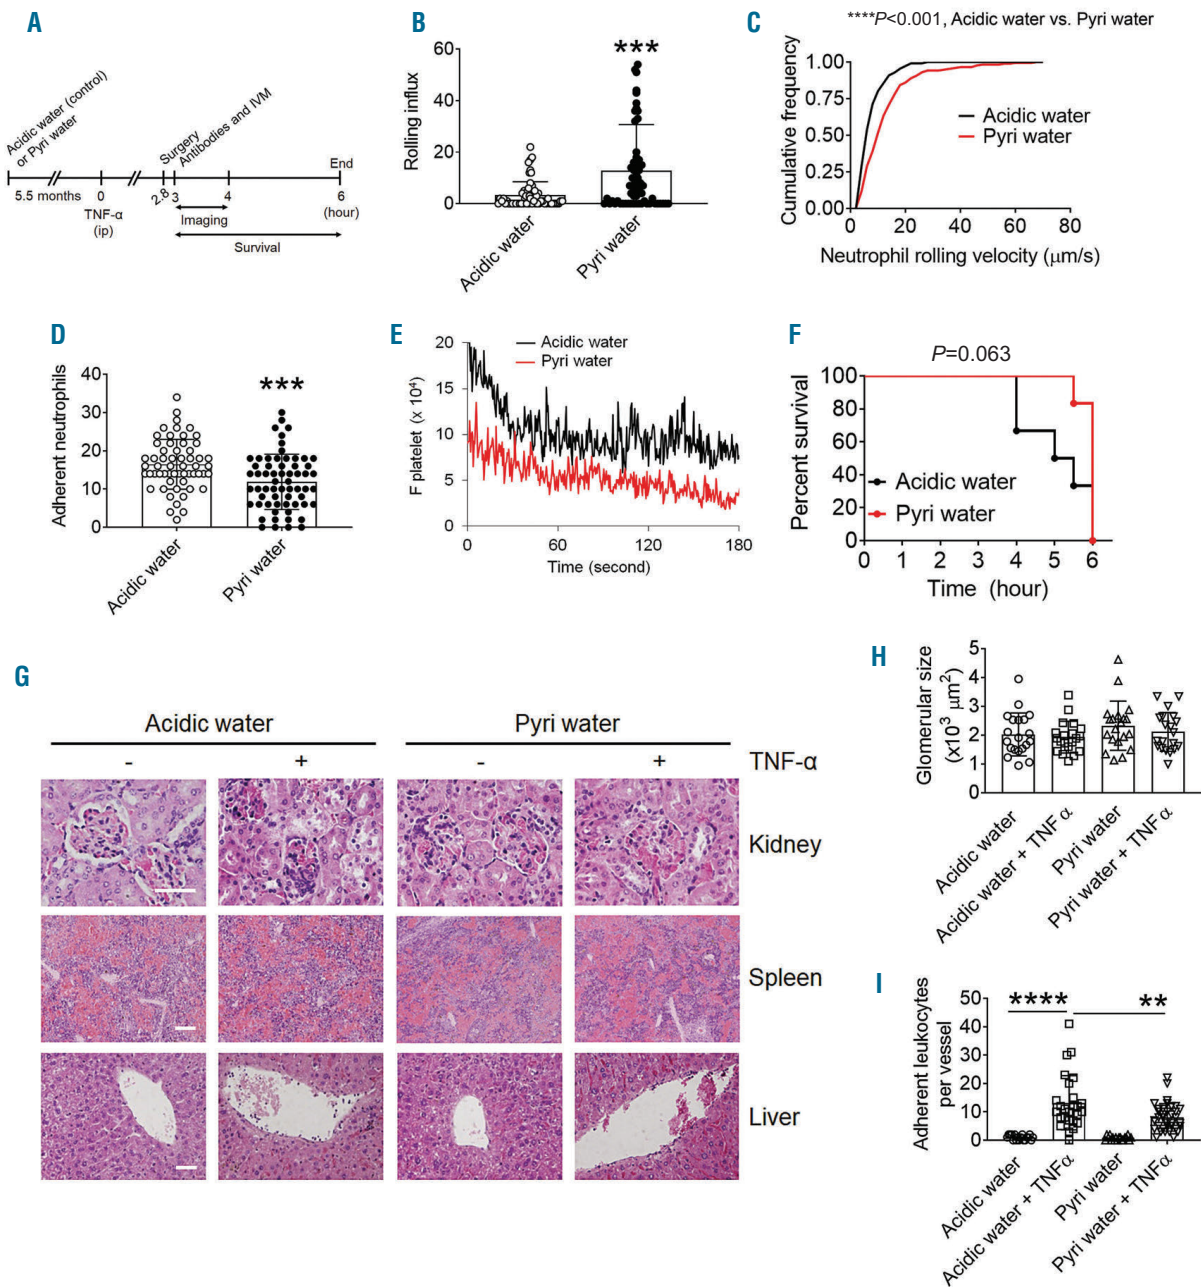 A
Acidic water (control)
or Pyri water
Surgery
Antibodies and IVM
End
5.5 months
0
2.8
3
4
6
TNF-α
(ip)
Imaging
(hour)
Survival
B
***
Rolling influx
60
40
20
0
Acidic water
Pyri water
C
****P<0.001, Acidic water vs. Pyri water
Cumulative frequency
1.00
0.75
0.50
0.25
0.00
Acidic water
Pyri water
0
20
40
60
80
Neutrophil rolling velocity (μm/s)
D
***
Adherent neutrophils
40
30
20
10
0
Acidic water
Pyri water
E
Acidic water
Pyri water
F platelet (x 10⁴)
20
15
10
5
0
0
60
120
180
Time (second)
F
P=0.063
Percent survival
100
80
60
40
20
0
Acidic water
Pyri water
0
1
2
3
4
5
6
Time (hour)
G
Acidic water
Pyri water
-
+
-
+
TNF-α
Kidney
Spleen
Liver
H
Glomerular size
(x10³ μm²)
5
4
3
2
1
0
Acidic water
Acidic water + TNFα
Pyri water
Pyri water + TNFα
I
****
**
Adherent leukocytes
per vessel
50
40
30
20
10
0
Acidic water
Acidic water + TNFα
Pyri water
Pyri water + TNFα